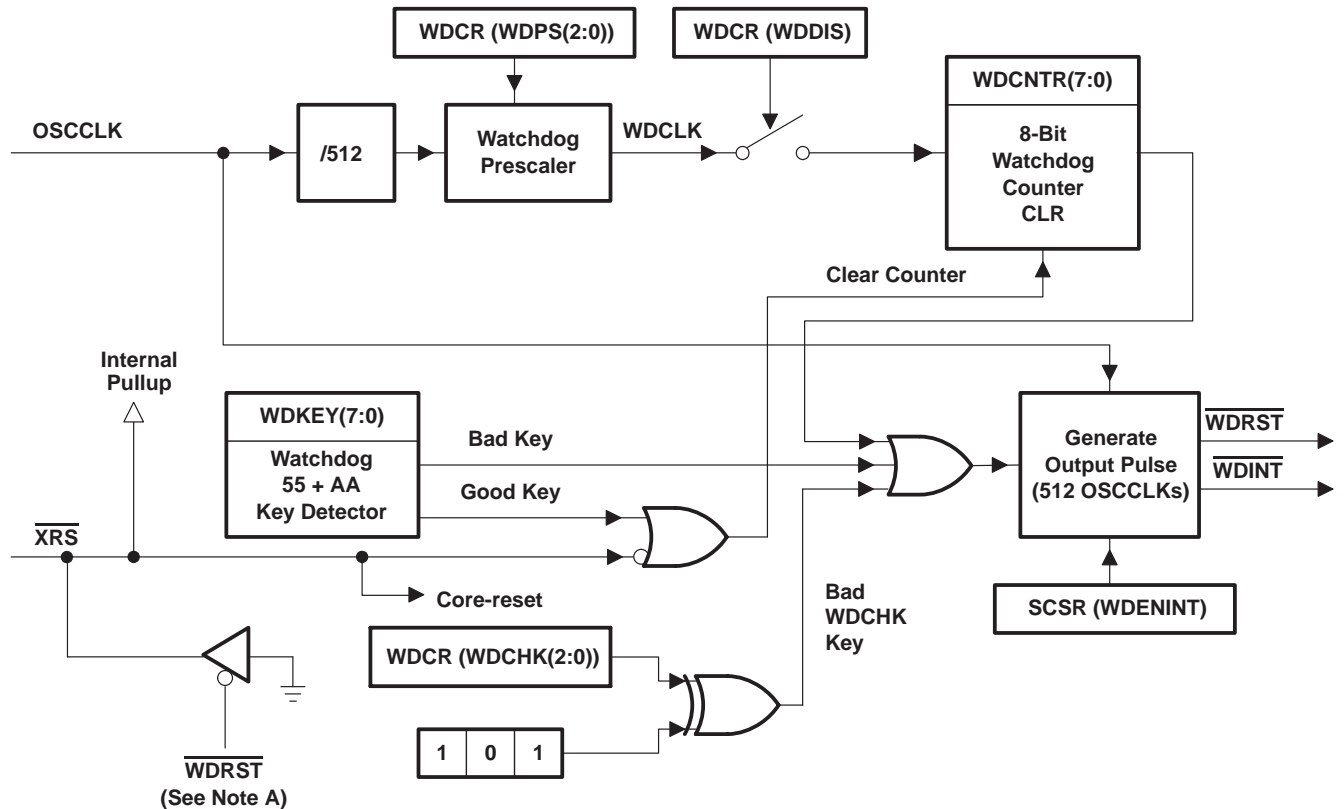 WDCR (WDPS(2:0))
WDCR (WDDIS)
WDCNTR(7:0)
OSCCLK
/512
Watchdog
Prescaler
WDCLK
8-Bit
Watchdog
Counter
CLR
Clear Counter
Internal
Pullup
WDKEY(7:0)
Watchdog
55 + AA
Key Detector
Bad Key
Good Key
Generate
Output Pulse
(512 OSCCLKs)
WDRST
WDINT
XRS
Core-reset
Bad
WDCHK
Key
SCSR (WDENINT)
WDCR (WDCHK(2:0))
1 0 1
WDRST
(See Note A)